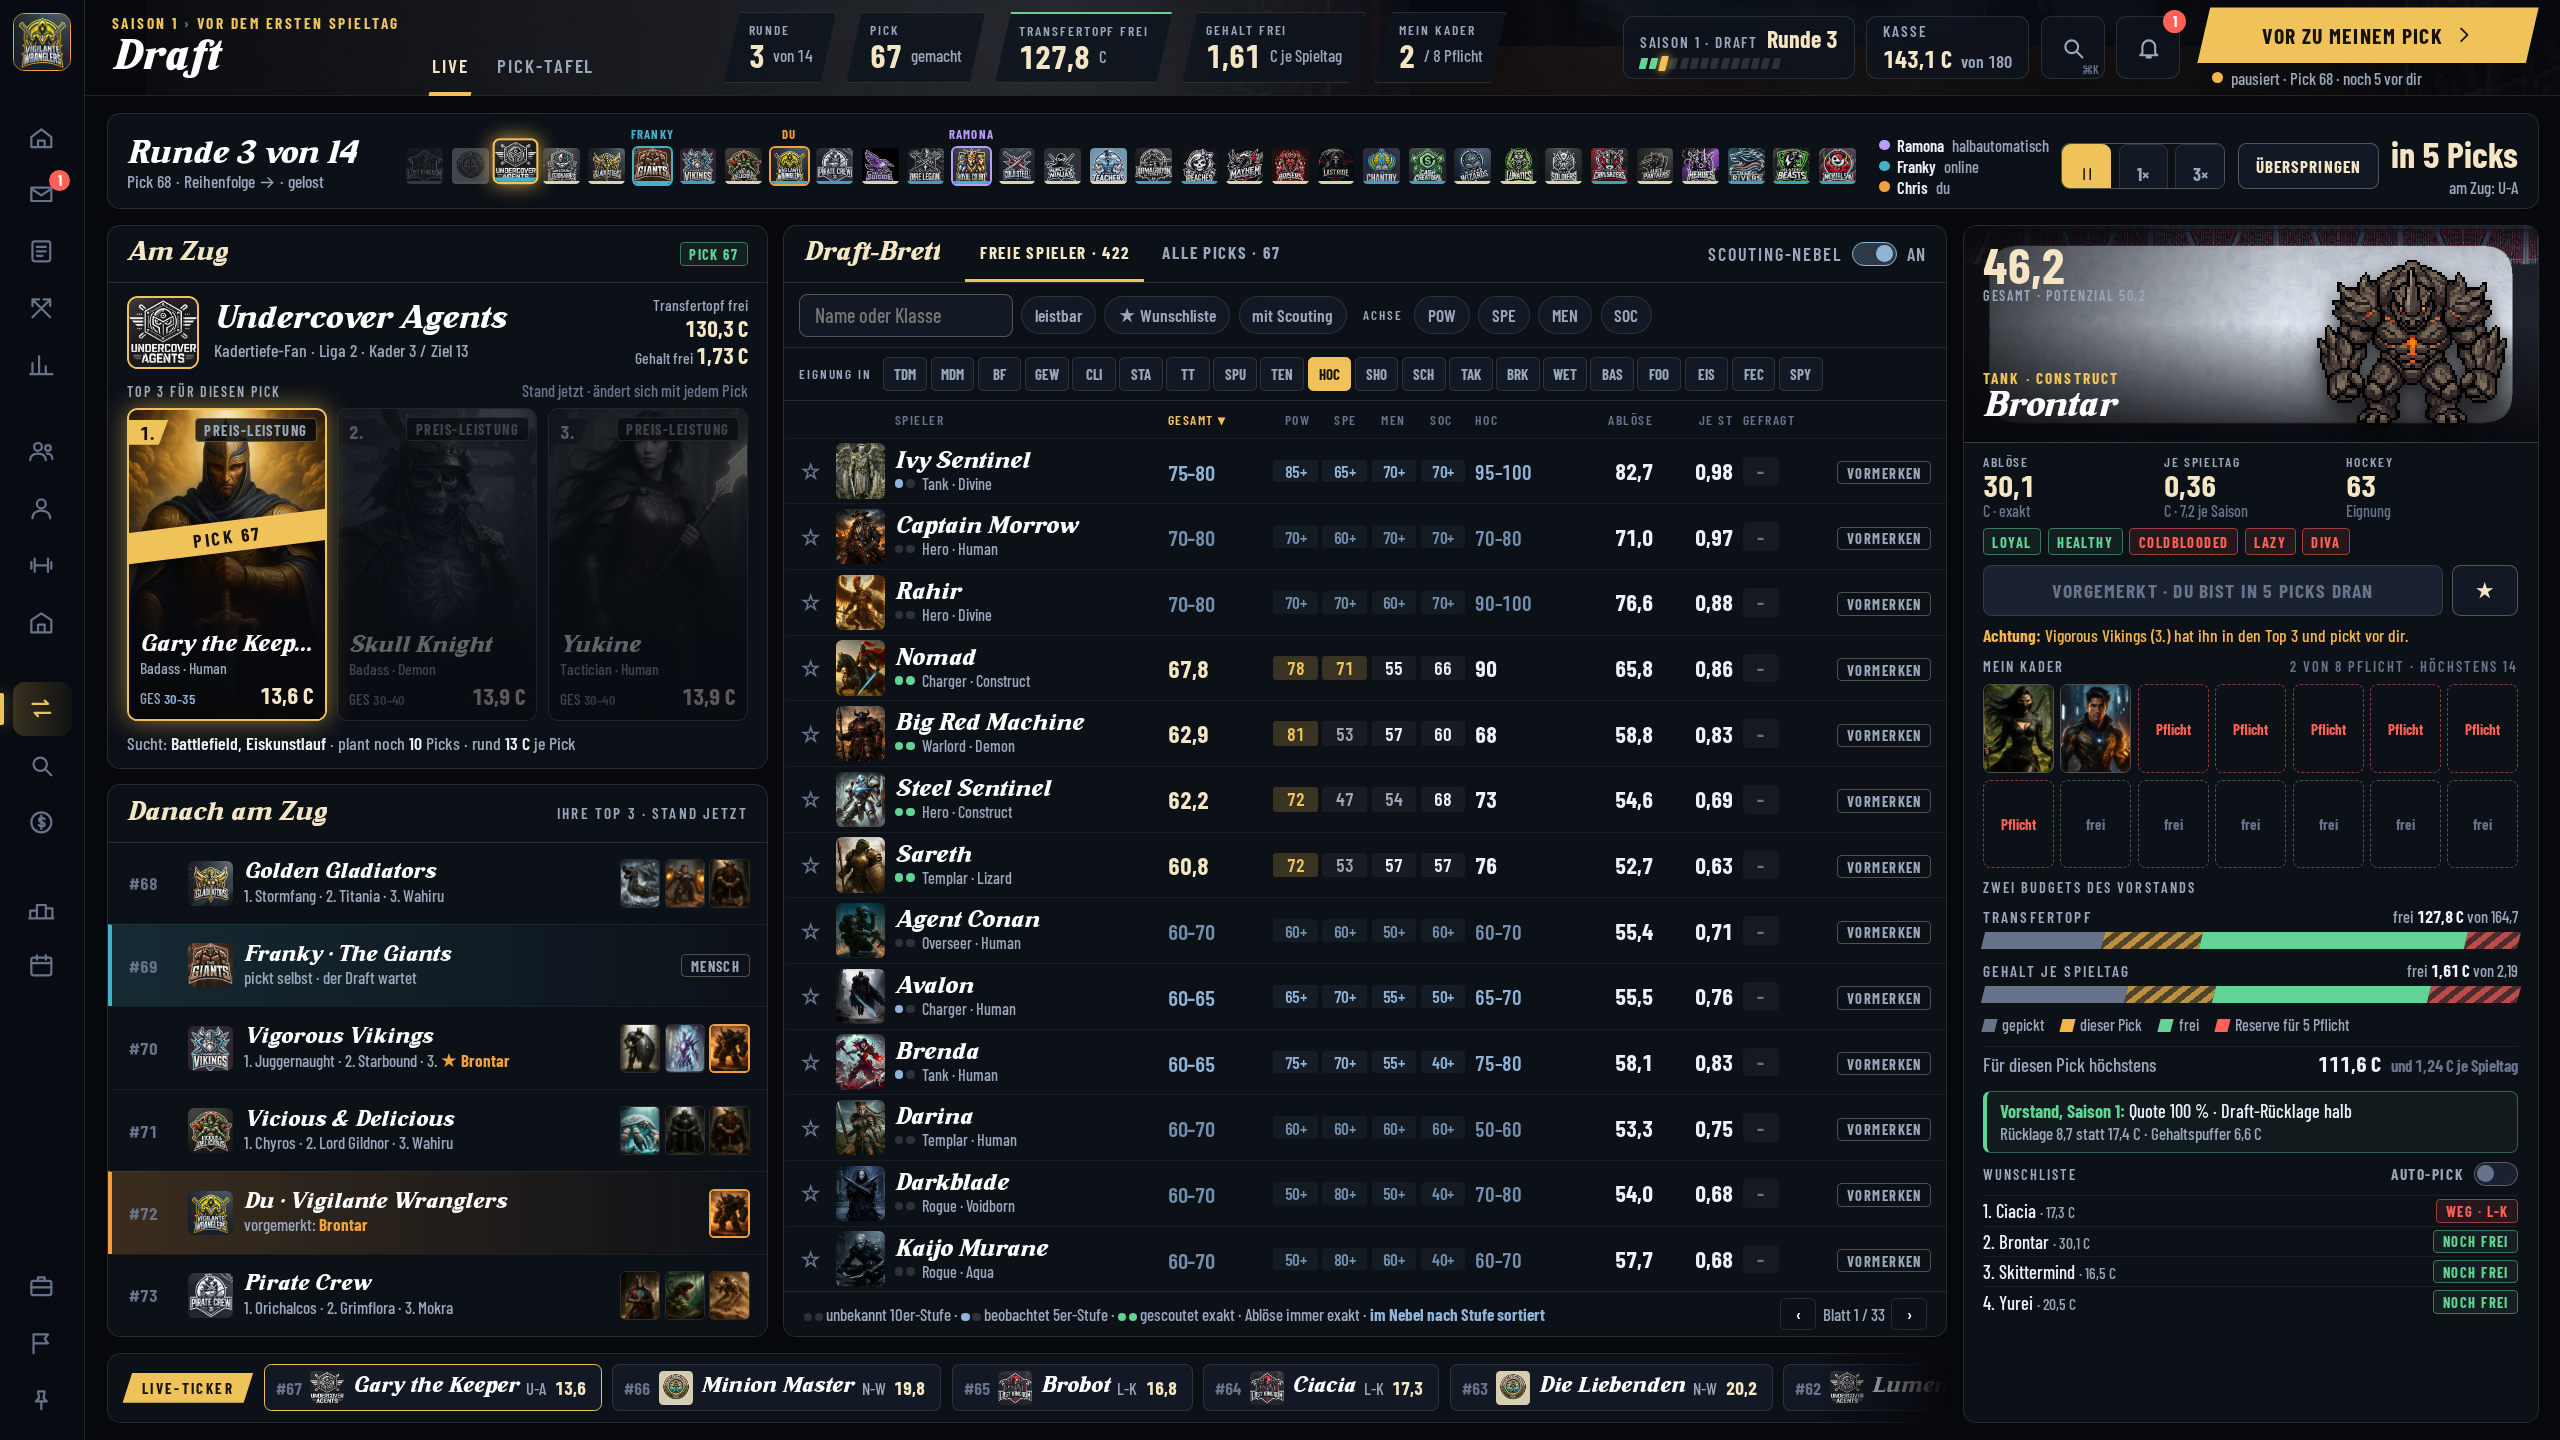 SAISON 1 › VOR DEM ERSTEN SPIELTAG
Draft
LIVE
PICK-TAFEL
RUNDE
3 von 14
PICK
67 gemacht
TRANSFERTOPF FREI
127,8 C
GEHALT FREI
1,61 C je Spieltag
MEIN KADER
2 / 8 Pflicht
SAISON 1 · DRAFT Runde 3
KASSE
143,1 C von 180
⌘K
1
VOR ZU MEINEM PICK
pausiert · Pick 68 · noch 5 vor dir
1
Runde 3 von 14
Pick 68 · Reihenfolge → · gelost
FRANKY
DU
RAMONA
Ramona halbautomatisch
Franky online
Chris du
1×
3×
ÜBERSPRINGEN
in 5 Picks
am Zug: U-A
Am Zug
PICK 67
Undercover Agents
Kadertiefe-Fan · Liga 2 · Kader 3 / Ziel 13
Transfertopf frei
130,3 C
Gehalt frei 1,73 C
TOP 3 FÜR DIESEN PICK
Stand jetzt · ändert sich mit jedem Pick
1. PREIS-LEISTUNG
PICK 67
Gary the Keep...
Badass · Human
GES 30–35 13,6 C
2. PREIS-LEISTUNG
Skull Knight
Badass · Demon
GES 30–40 13,9 C
3. PREIS-LEISTUNG
Yukine
Tactician · Human
GES 30–40 13,9 C
Sucht: Battlefield, Eiskunstlauf · plant noch 10 Picks · rund 13 C je Pick
Danach am Zug
IHRE TOP 3 · STAND JETZT
#68 Golden Gladiators
1. Stormfang · 2. Titania · 3. Wahiru
#69 Franky · The Giants
pickt selbst · der Draft wartet
MENSCH
#70 Vigorous Vikings
1. Juggernaught · 2. Starbound · 3. ★ Brontar
#71 Vicious & Delicious
1. Chyros · 2. Lord Gildnor · 3. Wahiru
#72 Du · Vigilante Wranglers
vorgemerkt: Brontar
#73 Pirate Crew
1. Orichalcos · 2. Grimflora · 3. Mokra
Draft-Brett
FREIE SPIELER · 422
ALLE PICKS · 67
SCOUTING-NEBEL AN
Name oder Klasse
leistbar
★ Wunschliste
mit Scouting
ACHSE
POW
SPE
MEN
SOC
EIGNUNG IN TDM MDM BF GEW CLI STA TT SPU TEN HOC SHO SCH TAK BRK WET BAS FOO EIS FEC SPY
SPIELER GESAMT ▼ POW SPE MEN SOC HOC ABLÖSE JE ST GEFRAGT
Ivy Sentinel 75–80 85+ 65+ 70+ 70+ 95–100 82,7 0,98 – VORMERKEN
Tank · Divine
Captain Morrow 70–80 70+ 60+ 70+ 70+ 70–80 71,0 0,97 – VORMERKEN
Hero · Human
Rahir 70–80 70+ 70+ 60+ 70+ 90–100 76,6 0,88 – VORMERKEN
Hero · Divine
Nomad 67,8 78 71 55 66 90 65,8 0,86 – VORMERKEN
Charger · Construct
Big Red Machine 62,9 81 53 57 60 68 58,8 0,83 – VORMERKEN
Warlord · Demon
Steel Sentinel 62,2 72 47 54 68 73 54,6 0,69 – VORMERKEN
Hero · Construct
Sareth 60,8 72 53 57 57 76 52,7 0,63 – VORMERKEN
Templar · Lizard
Agent Conan 60–70 60+ 60+ 50+ 60+ 60–70 55,4 0,71 – VORMERKEN
Overseer · Human
Avalon 60–65 65+ 70+ 55+ 50+ 65–70 55,5 0,76 – VORMERKEN
Charger · Human
Brenda 60–65 75+ 70+ 55+ 40+ 75–80 58,1 0,83 – VORMERKEN
Tank · Human
Darina 60–70 60+ 60+ 60+ 60+ 50–60 53,3 0,75 – VORMERKEN
Templar · Human
Darkblade 60–70 50+ 80+ 50+ 40+ 70–80 54,0 0,68 – VORMERKEN
Rogue · Voidborn
Kaijo Murane 60–70 50+ 80+ 60+ 40+ 60–70 57,7 0,68 – VORMERKEN
Rogue · Aqua
unbekannt 10er-Stufe · beobachtet 5er-Stufe · gescoutet exakt · Ablöse immer exakt · im Nebel nach Stufe sortiert
‹ Blatt 1 / 33 ›
46,2
GESAMT · POTENZIAL 50,2
TANK · CONSTRUCT
Brontar
ABLÖSE
30,1
C · exakt
JE SPIELTAG
0,36
C · 7,2 je Saison
HOCKEY
63
Eignung
LOYAL HEALTHY COLDBLOODED LAZY DIVA
VORGEMERKT · DU BIST IN 5 PICKS DRAN
★
Achtung: Vigorous Vikings (3.) hat ihn in den Top 3 und pickt vor dir.
MEIN KADER
2 VON 8 PFLICHT · HÖCHSTENS 14
Pflicht Pflicht Pflicht Pflicht Pflicht
Pflicht frei frei frei frei frei frei
ZWEI BUDGETS DES VORSTANDS
TRANSFERTOPF frei 127,8 C von 164,7
GEHALT JE SPIELTAG frei 1,61 C von 2,19
gepickt dieser Pick frei Reserve für 5 Pflicht
Für diesen Pick höchstens 111,6 C und 1,24 C je Spieltag
Vorstand, Saison 1: Quote 100 % · Draft-Rücklage halb
Rücklage 8,7 statt 17,4 C · Gehaltspuffer 6,6 C
WUNSCHLISTE AUTO-PICK
1. Ciacia · 17,3 C WEG · L-K
2. Brontar · 30,1 C NOCH FREI
3. Skittermind · 16,5 C NOCH FREI
4. Yurei · 20,5 C NOCH FREI
LIVE-TICKER
#67 Gary the Keeper U-A 13,6
#66 Minion Master N-W 19,8
#65 Brobot L-K 16,8
#64 Ciacia L-K 17,3
#63 Die Liebenden N-W 20,2
#62 Lumen